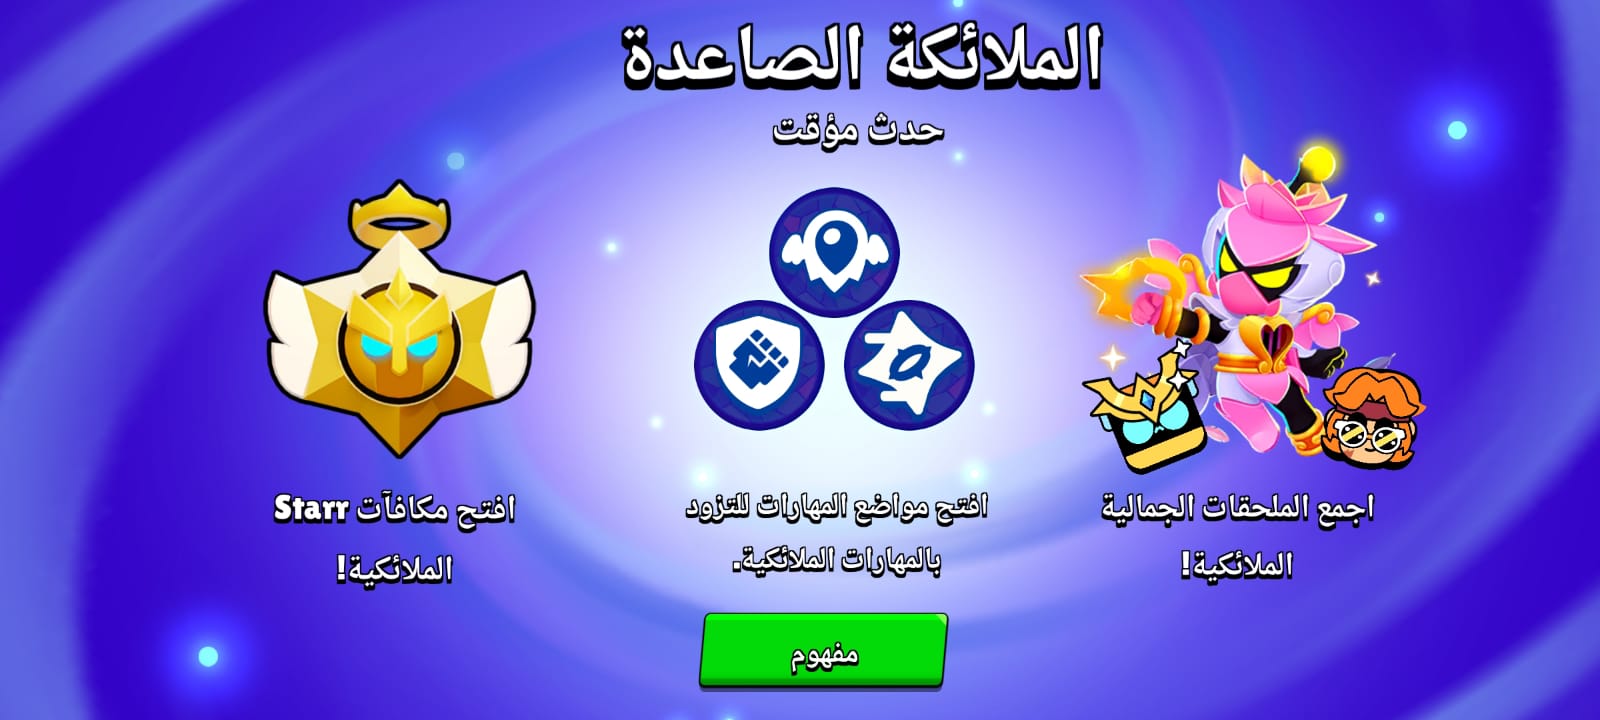 الملائكة الصاعدة
حدث مؤقت
اجمع الملحقات الجمالية
الملائكية!
افتح مواضع المهارات للتزود
بالمهارات الملائكية.
افتح مكافآت Starr
الملائكية!
مفهوم